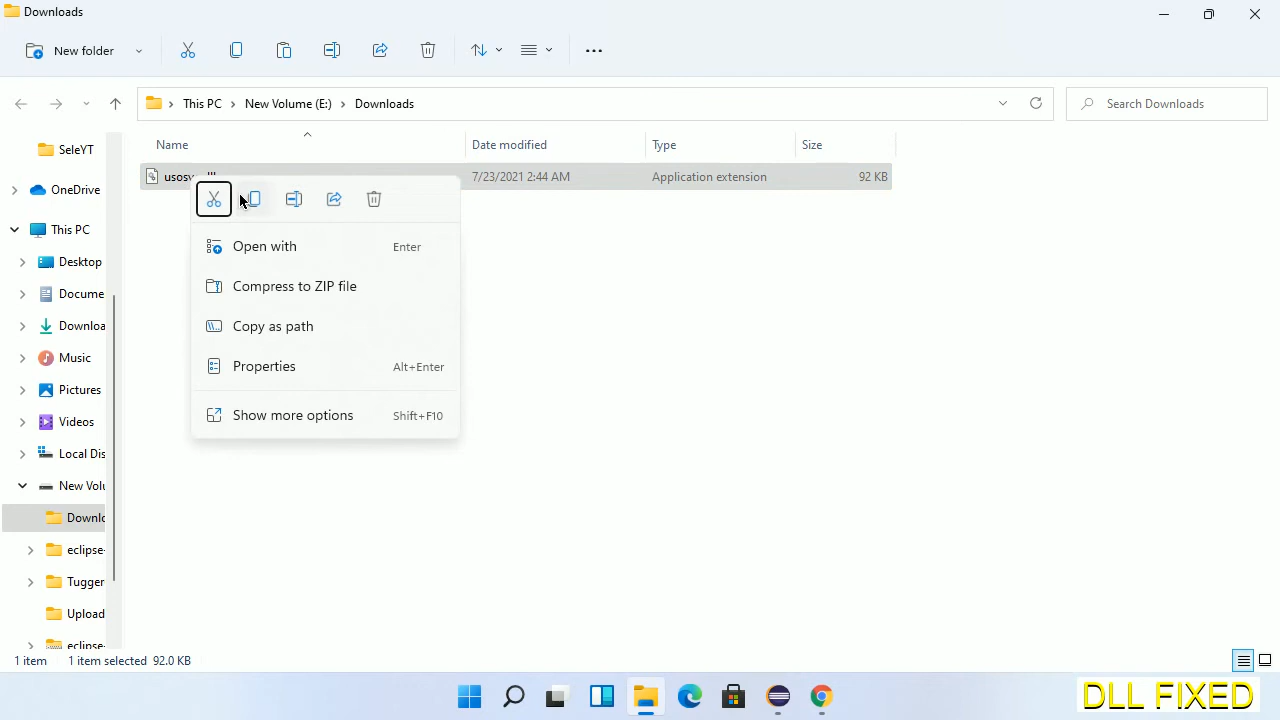 Downloads
New folder
This PC
New Volume (E:)
Downloads
Search Downloads
Name
Date modified
Type
Size
7/23/2021 2:44 AM
Application extension
92 KB
SeleYT
OneDrive
This PC
Desktop
Docume
Downloa
Music
Pictures
Videos
Local Dis
New Volu
Downlo
eclipse-
Tugger
Upload
eclipse-
Open with Enter
Compress to ZIP file
Copy as path
Properties Alt+Enter
Show more options Shift+F10
1 item 1 item selected 92.0 KB
DLL FIXED